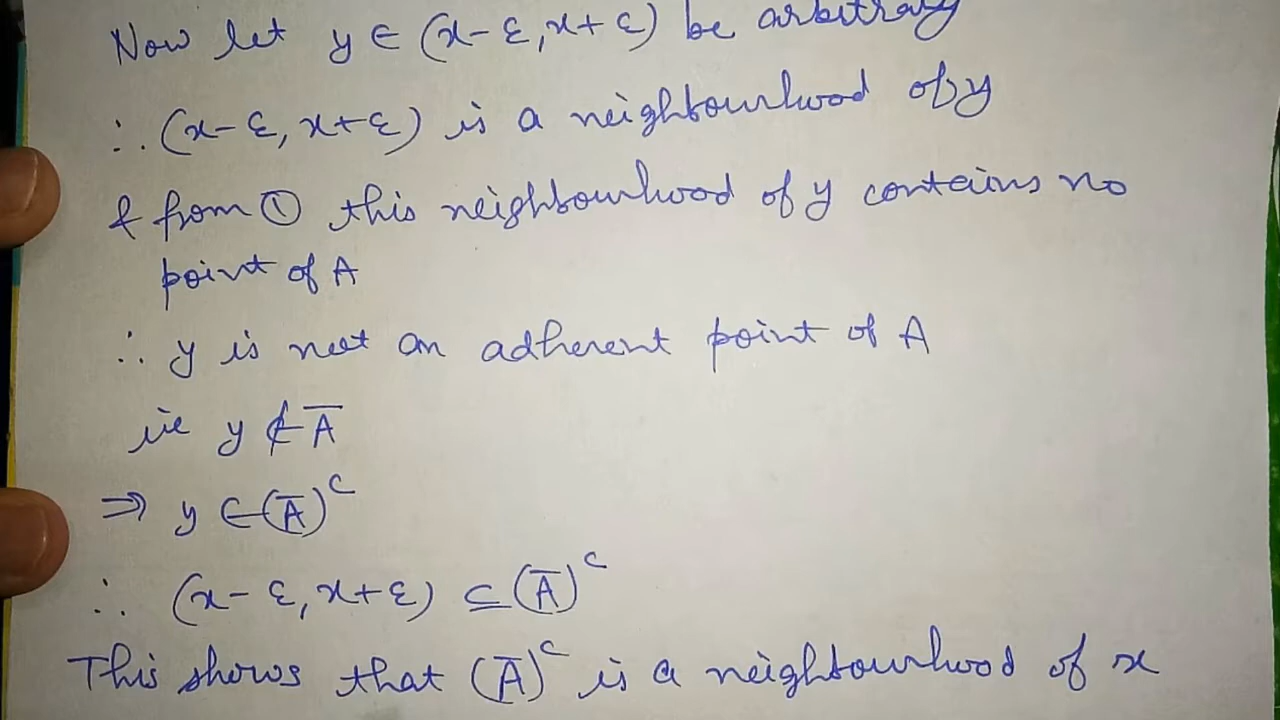 Now let y ∈ (x-ε, x+ε) be arbitrary
∴ (x-ε, x+ε) is a neighbourhood of y
& from ① this neighbourhood of y contains no
point of A
∴ y is not an adherent point of A
ie y ∉ A̅
⇒ y ∈ (A̅)ᶜ
∴ (x-ε, x+ε) ⊆ (A̅)ᶜ
This shows that (A̅)ᶜ is a neighbourhood of x